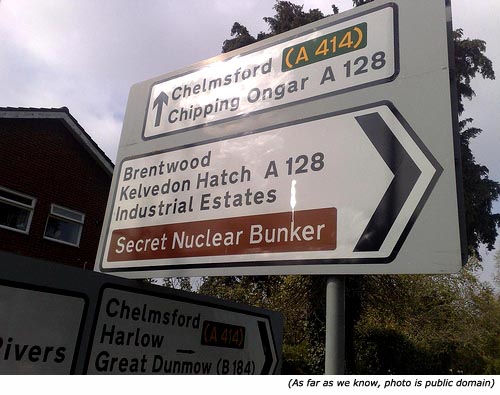 Chelmsford (A 414)
Chipping Ongar A 128
Brentwood
Kelvedon Hatch A 128
Industrial Estates
Secret Nuclear Bunker
Chelmsford
Harlow (A 414)
Great Dunmow (B 184)
ivers
(As far as we know, photo is public domain)